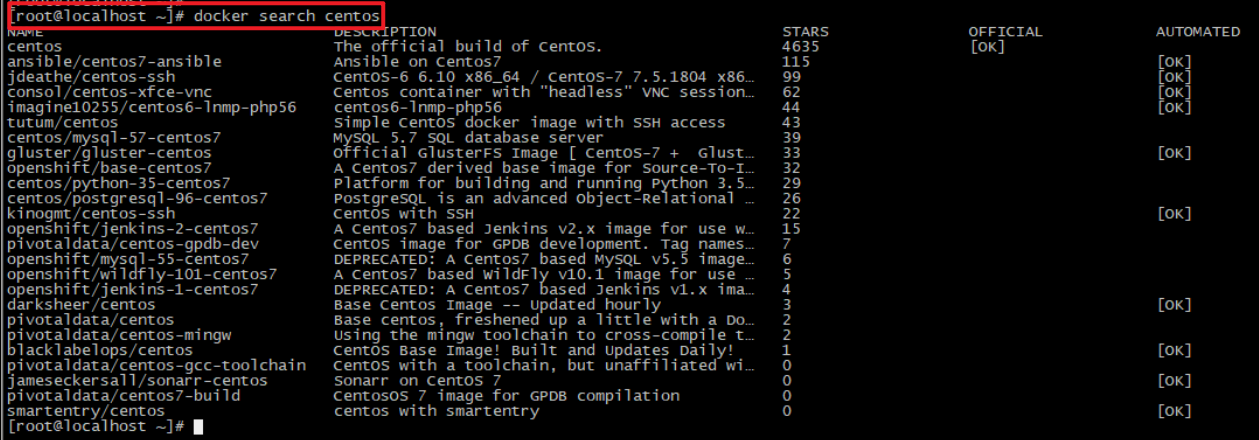 [root@localhost ~]# docker search centos
NAME DESCRIPTION STARS OFFICIAL AUTOMATED
centos The official build of CentOS. 4635 [OK]
ansible/centos7-ansible Ansible on Centos7 115 [OK]
jdeathe/centos-ssh CentOS-6 6.10 x86_64 / CentOS-7 7.5.1804 x86… 99 [OK]
consol/centos-xfce-vnc Centos container with "headless" VNC session… 62 [OK]
imagine10255/centos6-lnmp-php56 centos6-lnmp-php56 44 [OK]
tutum/centos Simple CentOS docker image with SSH access 43
centos/mysql-57-centos7 MySQL 5.7 SQL database server 39
gluster/gluster-centos Official GlusterFS Image [ CentOS-7 + Glust… 33 [OK]
openshift/base-centos7 A Centos7 derived base image for Source-To-I… 32
centos/python-35-centos7 Platform for building and running Python 3.5… 29
centos/postgresql-96-centos7 PostgreSQL is an advanced Object-Relational … 26
kinogmt/centos-ssh CentOS with SSH 22 [OK]
openshift/jenkins-2-centos7 A Centos7 based Jenkins v2.x image for use w… 15
pivotaldata/centos-gpdb-dev CentOS image for GPDB development. Tag names… 7
openshift/mysql-55-centos7 DEPRECATED: A Centos7 based MySQL v5.5 image… 6
openshift/wildfly-101-centos7 A Centos7 based WildFly v10.1 image for use … 5
openshift/jenkins-1-centos7 DEPRECATED: A Centos7 based Jenkins v1.x ima… 4
darksheer/centos Base Centos Image -- Updated hourly 3 [OK]
pivotaldata/centos Base centos, freshened up a little with a Do… 2
pivotaldata/centos-mingw Using the mingw toolchain to cross-compile t… 2
blacklabelops/centos CentOS Base Image! Built and Updates Daily! 1 [OK]
pivotaldata/centos-gcc-toolchain CentOS with a toolchain, but unaffiliated wi… 0
jameseckersall/sonarr-centos Sonarr on CentOS 7 0 [OK]
pivotaldata/centos7-build CentosOS 7 image for GPDB compilation 0
smartentry/centos centos with smartentry 0 [OK]
[root@localhost ~]#